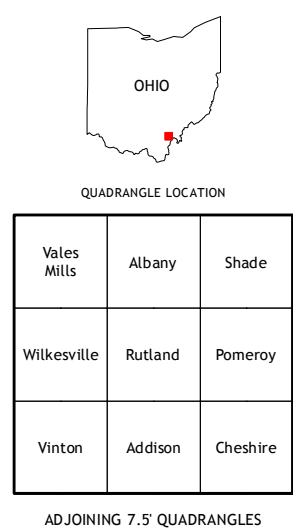 OHIO
QUADRANGLE LOCATION
Vales
Mills
Albany
Shade
Wilkesville
Rutland
Pomeroy
Vinton
Addison
Cheshire
ADJOINING 7.5' QUADRANGLES